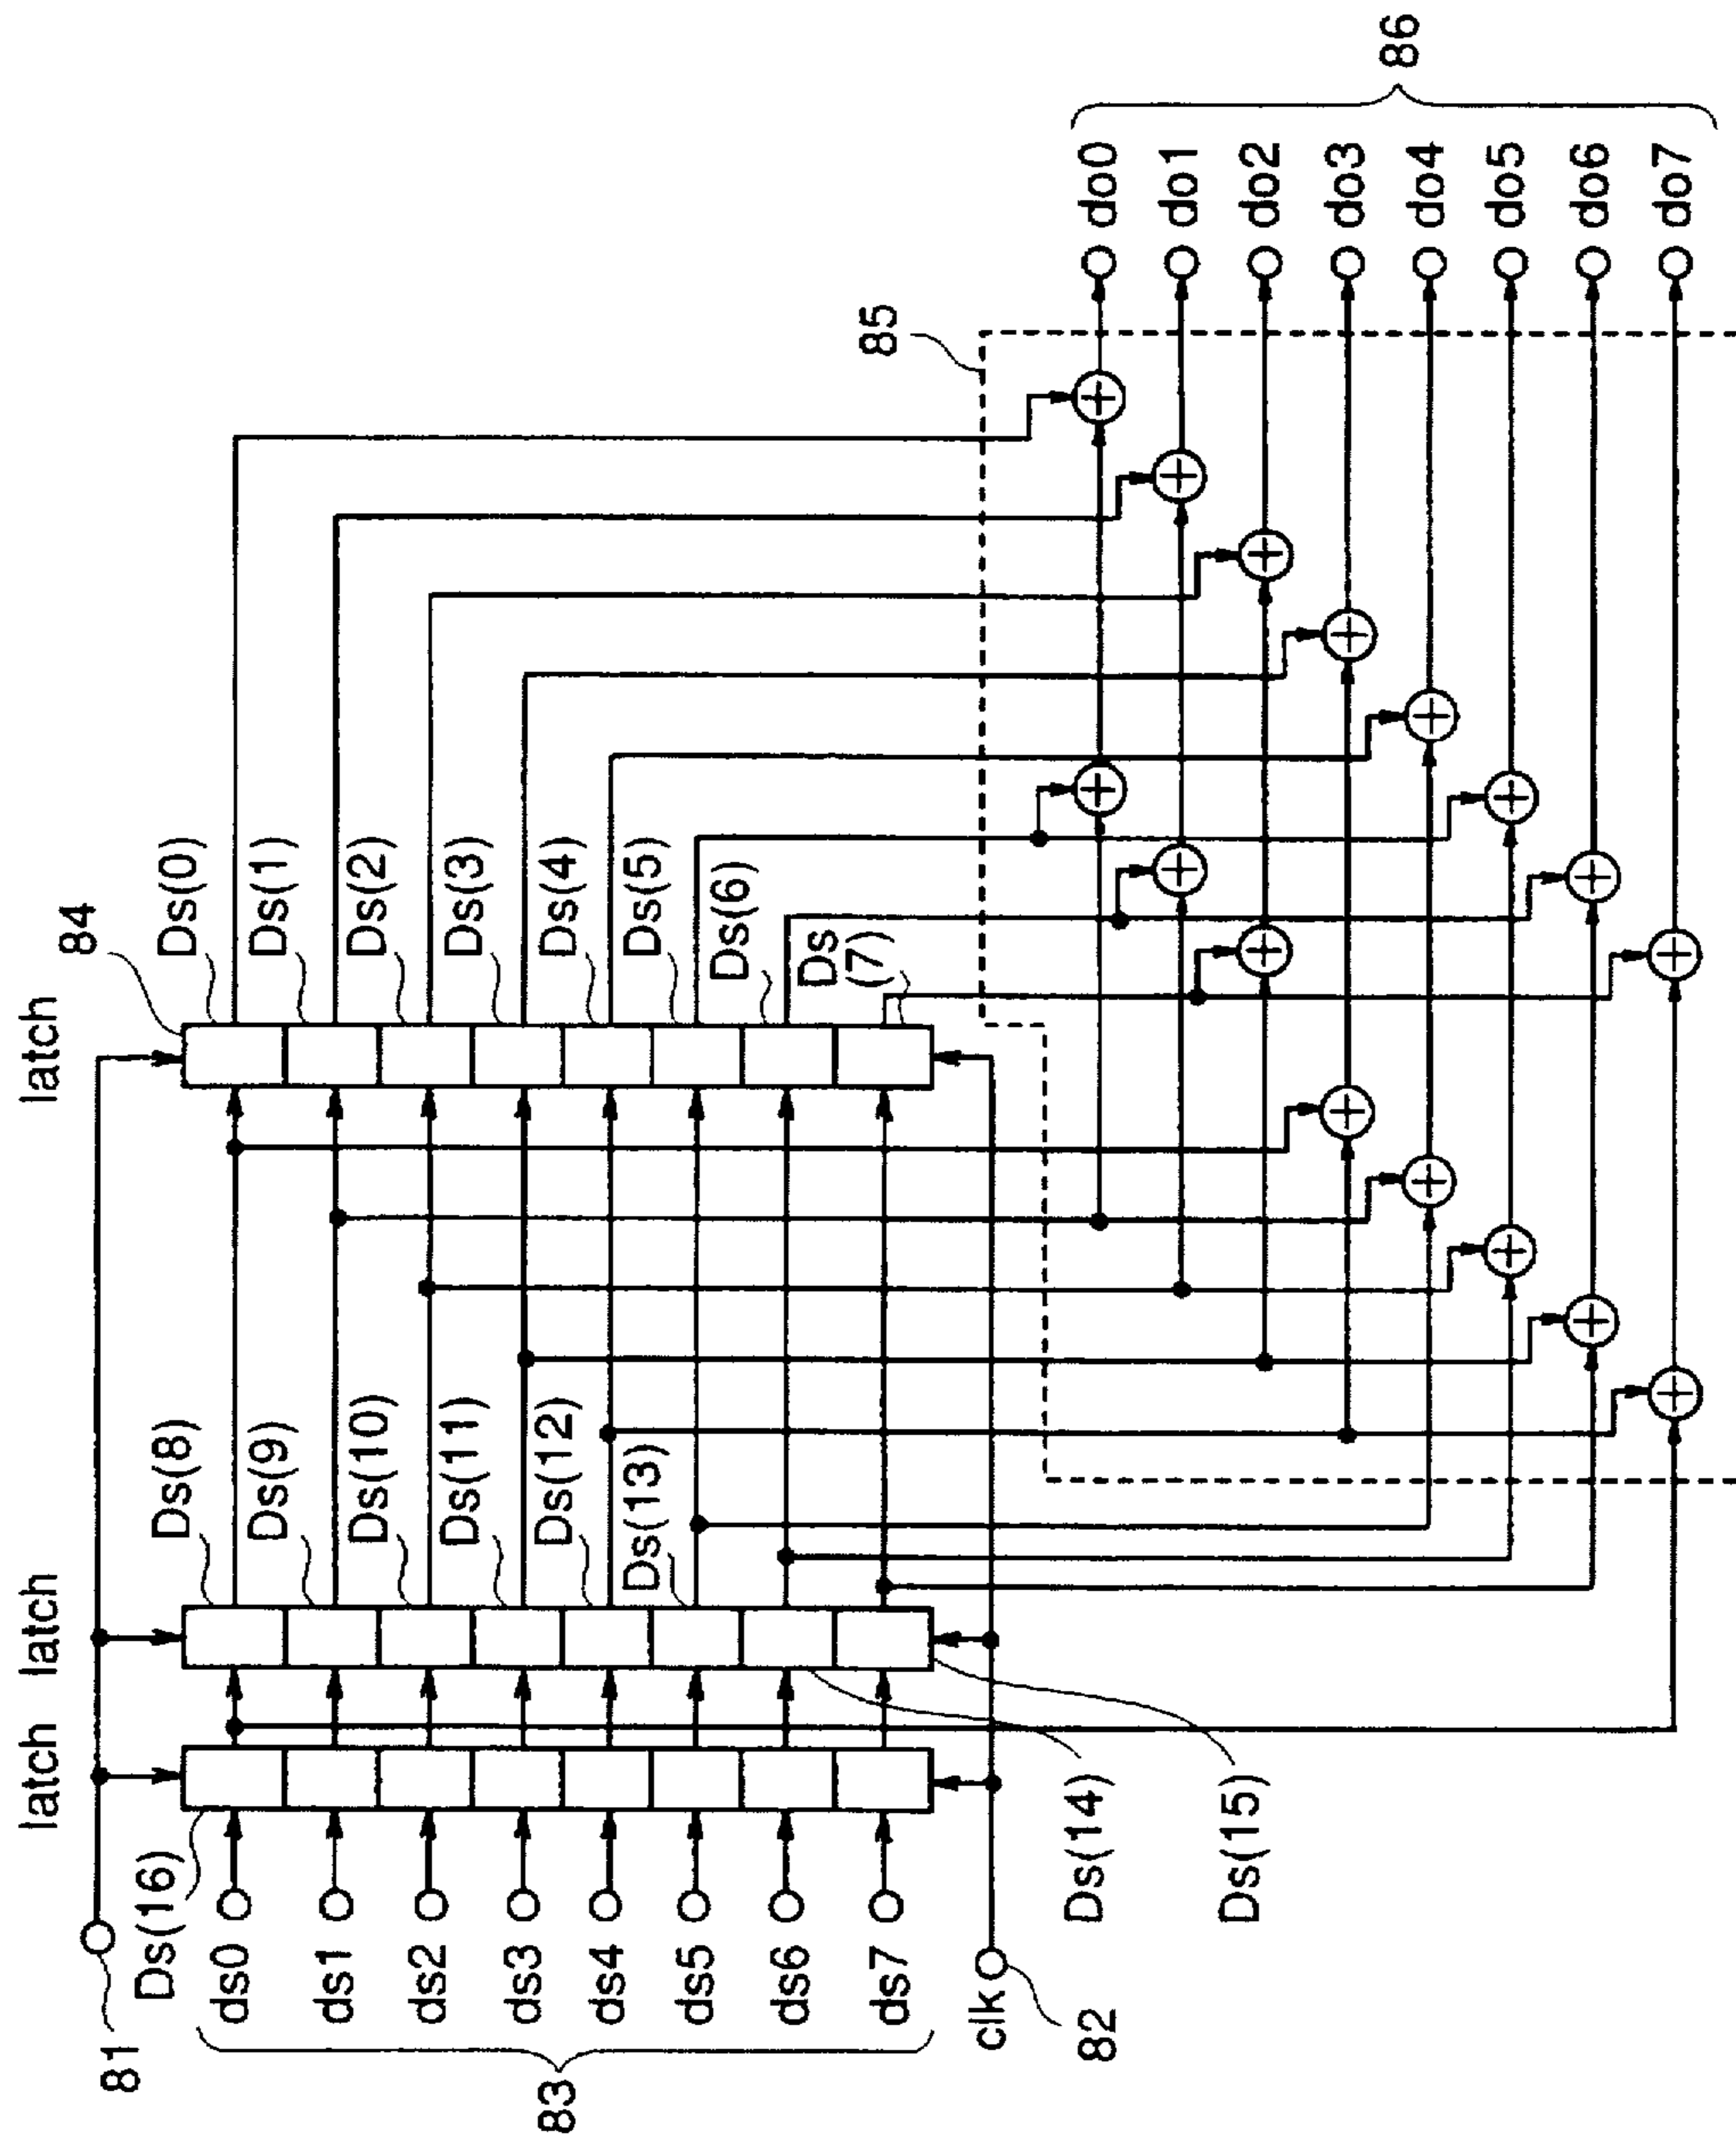 81
Ds(16)
ds0
ds1
ds2
ds3
ds4
ds5
ds6
ds7
83
clk
82
latch
latch
Ds(8)
Ds(9)
Ds(10)
Ds(11)
Ds(12)
Ds(13)
Ds(14)
Ds(15)
latch
84
Ds(0)
Ds(1)
Ds(2)
Ds(3)
Ds(4)
Ds(5)
Ds(6)
Ds
(7)
85
do0
do1
do2
do3
do4
do5
do6
do7
86